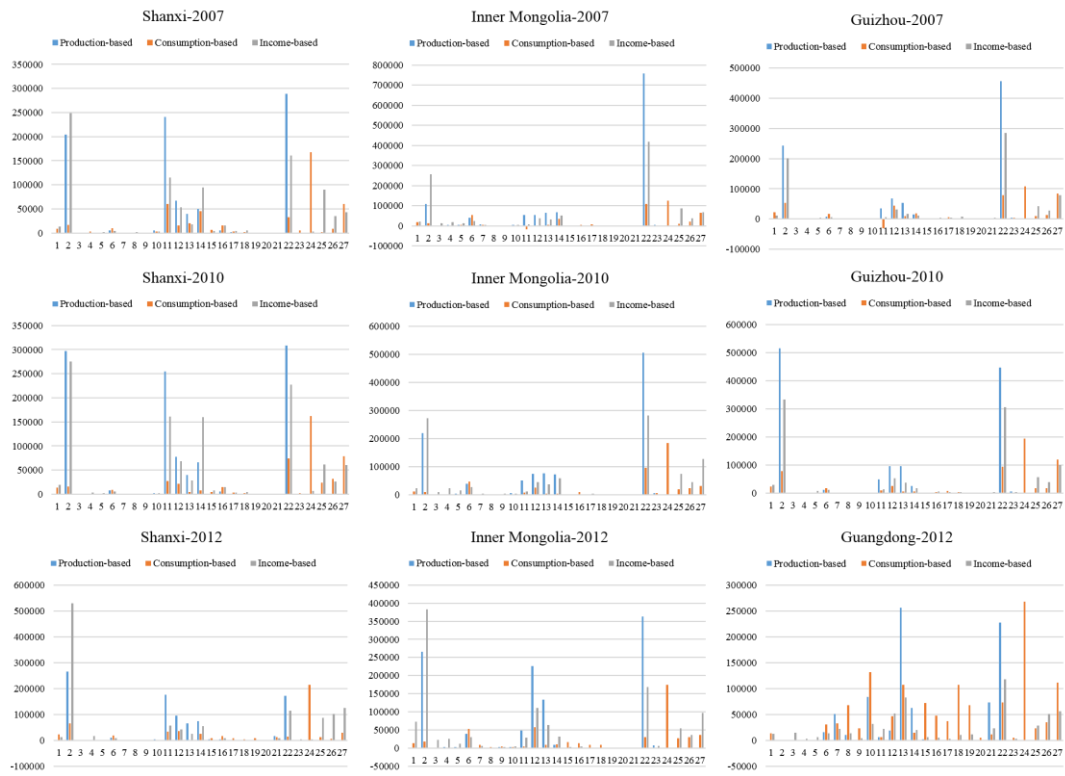 Shanxi-2007
Production-based Consumption-based Income-based
350000
300000
250000
200000
150000
100000
50000
0
1 2 3 4 5 6 7 8 9 10 11 12 13 14 15 16 17 18 19 20 21 22 23 24 25 26 27
Inner Mongolia-2007
Production-based Consumption-based Income-based
800000
700000
600000
500000
400000
300000
200000
100000
0
-100000
1 2 3 4 5 6 7 8 9 10 11 12 13 14 15 16 17 18 19 20 21 22 23 24 25 26 27
Guizhou-2007
Production-based Consumption-based Income-based
500000
400000
300000
200000
100000
0
-100000
1 2 3 4 5 6 7 8 9 10 11 12 13 14 15 16 17 18 19 20 21 22 23 24 25 26 27
Shanxi-2010
Production-based Consumption-based Income-based
350000
300000
250000
200000
150000
100000
50000
0
1 2 3 4 5 6 7 8 9 10 11 12 13 14 15 16 17 18 19 20 21 22 23 24 25 26 27
Inner Mongolia-2010
Production-based Consumption-based Income-based
600000
500000
400000
300000
200000
100000
0
1 2 3 4 5 6 7 8 9 10 11 12 13 14 15 16 17 18 19 20 21 22 23 24 25 26 27
Guizhou-2010
Production-based Consumption-based Income-based
600000
500000
400000
300000
200000
100000
0
1 2 3 4 5 6 7 8 9 10 11 12 13 14 15 16 17 18 19 20 21 22 23 24 25 26 27
Shanxi-2012
Production-based Consumption-based Income-based
600000
500000
400000
300000
200000
100000
0
-100000
1 2 3 4 5 6 7 8 9 10 11 12 13 14 15 16 17 18 19 20 21 22 23 24 25 26 27
Inner Mongolia-2012
Production-based Consumption-based Income-based
450000
400000
350000
300000
250000
200000
150000
100000
50000
0
-50000
1 2 3 4 5 6 7 8 9 10 11 12 13 14 15 16 17 18 19 20 21 22 23 24 25 26 27
Guangdong-2012
Production-based Consumption-based Income-based
300000
250000
200000
150000
100000
50000
0
-50000
1 2 3 4 5 6 7 8 9 10 11 12 13 14 15 16 17 18 19 20 21 22 23 24 25 26 27